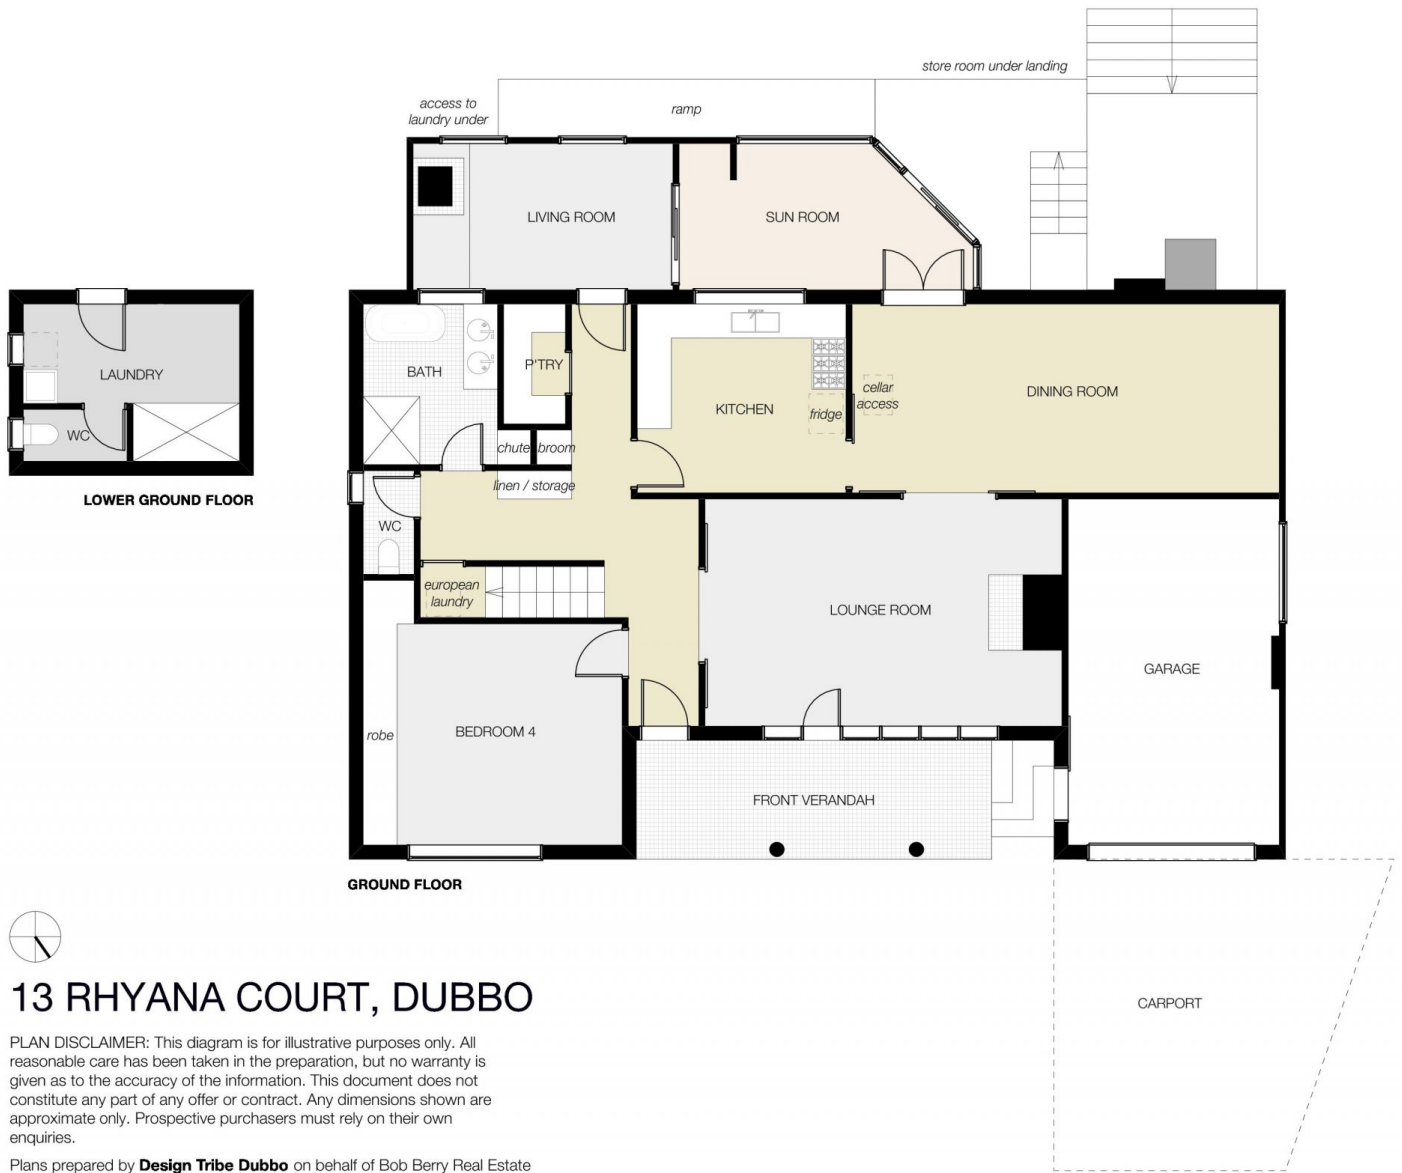 store room under landing
access to
laundry under
ramp
LIVING ROOM
SUN ROOM
LAUNDRY
WC
LOWER GROUND FLOOR
BATH
P'TRY
KITCHEN
fridge
cellar
access
DINING ROOM
chute
broom
linen / storage
WC
european
laundry
LOUNGE ROOM
GARAGE
robe
BEDROOM 4
FRONT VERANDAH
GROUND FLOOR
CARPORT
13 RHYANA COURT, DUBBO
PLAN DISCLAIMER: This diagram is for illustrative purposes only. All
reasonable care has been taken in the preparation, but no warranty is
given as to the accuracy of the information. This document does not
constitute any part of any offer or contract. Any dimensions shown are
approximate only. Prospective purchasers must rely on their own
enquiries.
Plans prepared by Design Tribe Dubbo on behalf of Bob Berry Real Estate